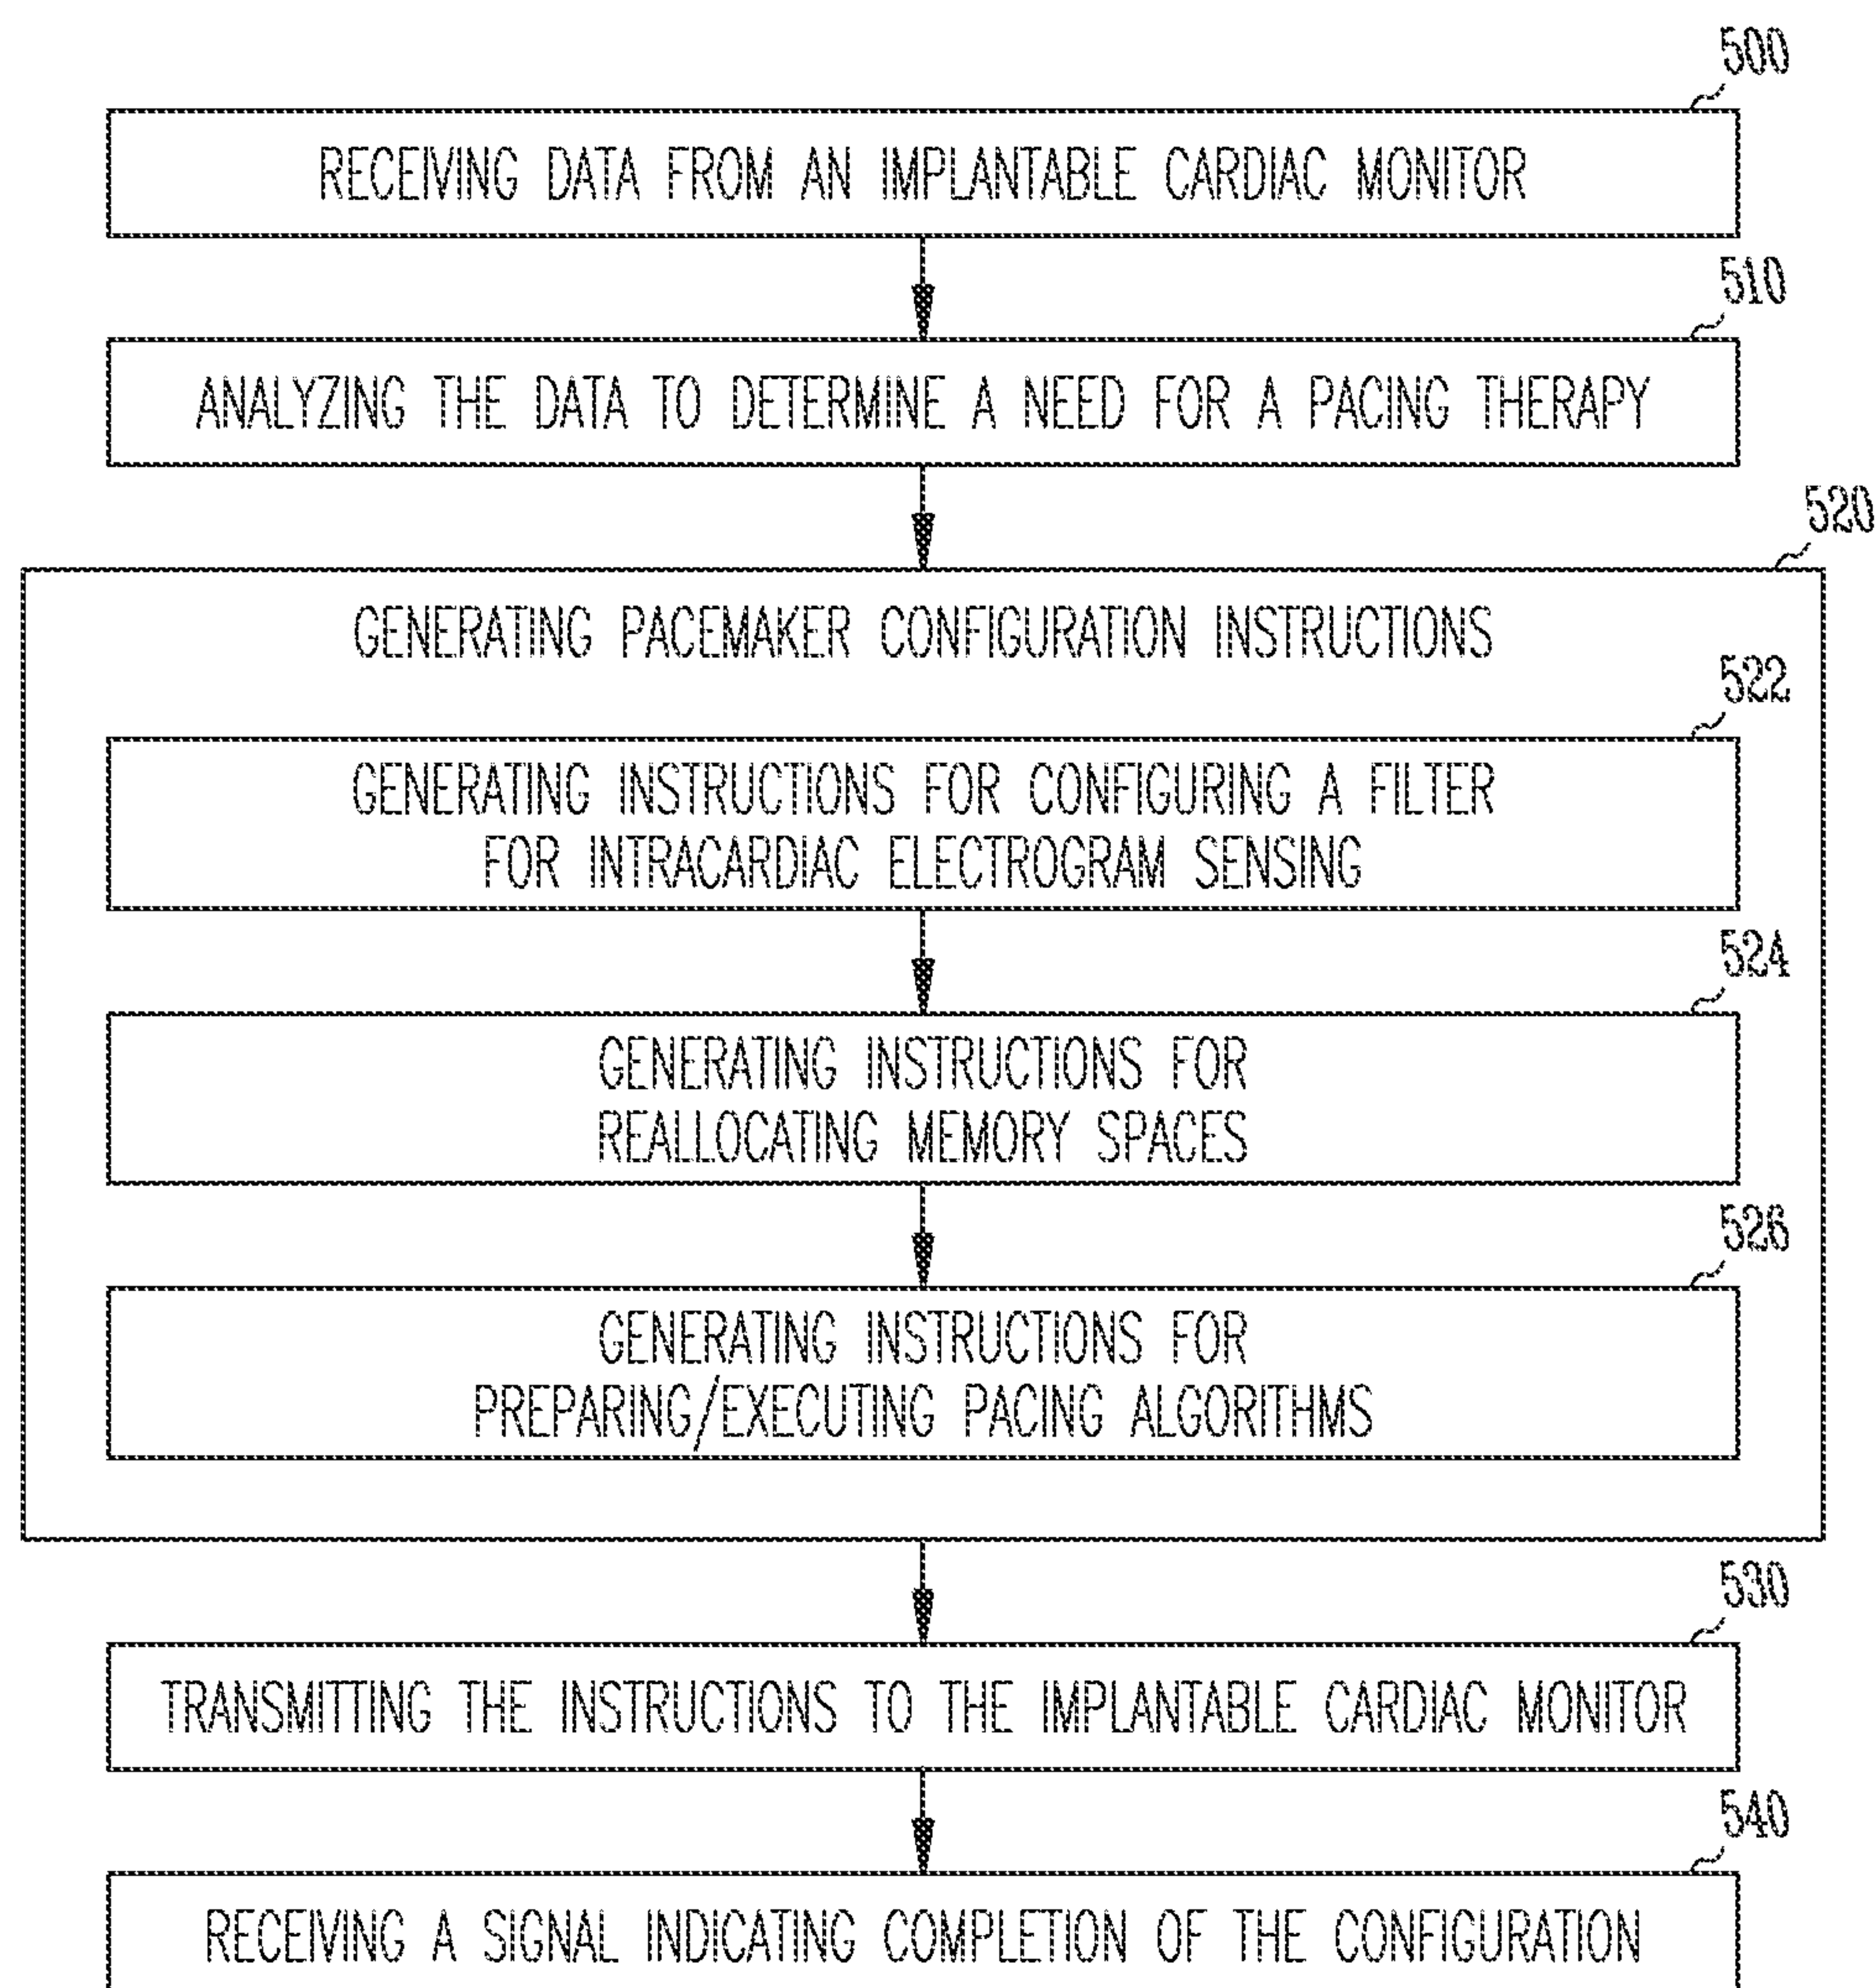 500
RECEIVING DATA FROM AN IMPLANTABLE CARDIAC MONITOR
510
ANALYZING THE DATA TO DETERMINE A NEED FOR A PACING THERAPY
520
GENERATING PACEMAKER CONFIGURATION INSTRUCTIONS
522
GENERATING INSTRUCTIONS FOR CONFIGURING A FILTER
FOR INTRACARDIAC ELECTROGRAM SENSING
524
GENERATING INSTRUCTIONS FOR
REALLOCATING MEMORY SPACES
526
GENERATING INSTRUCTIONS FOR
PREPARING/EXECUTING PACING ALGORITHMS
530
TRANSMITTING THE INSTRUCTIONS TO THE IMPLANTABLE CARDIAC MONITOR
540
RECEIVING A SIGNAL INDICATING COMPLETION OF THE CONFIGURATION